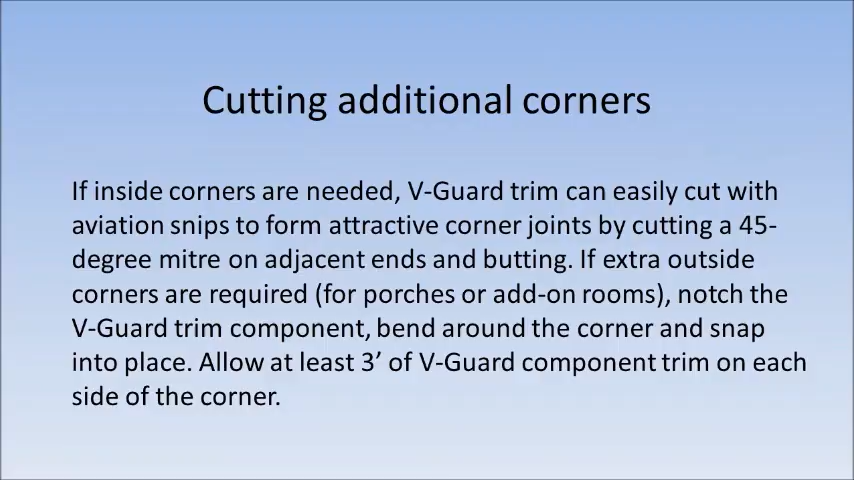 Cutting additional corners
If inside corners are needed, V-Guard trim can easily cut with
aviation snips to form attractive corner joints by cutting a 45-
degree mitre on adjacent ends and butting. If extra outside
corners are required (for porches or add-on rooms), notch the
V-Guard trim component, bend around the corner and snap
into place. Allow at least 3’ of V-Guard component trim on each
side of the corner.